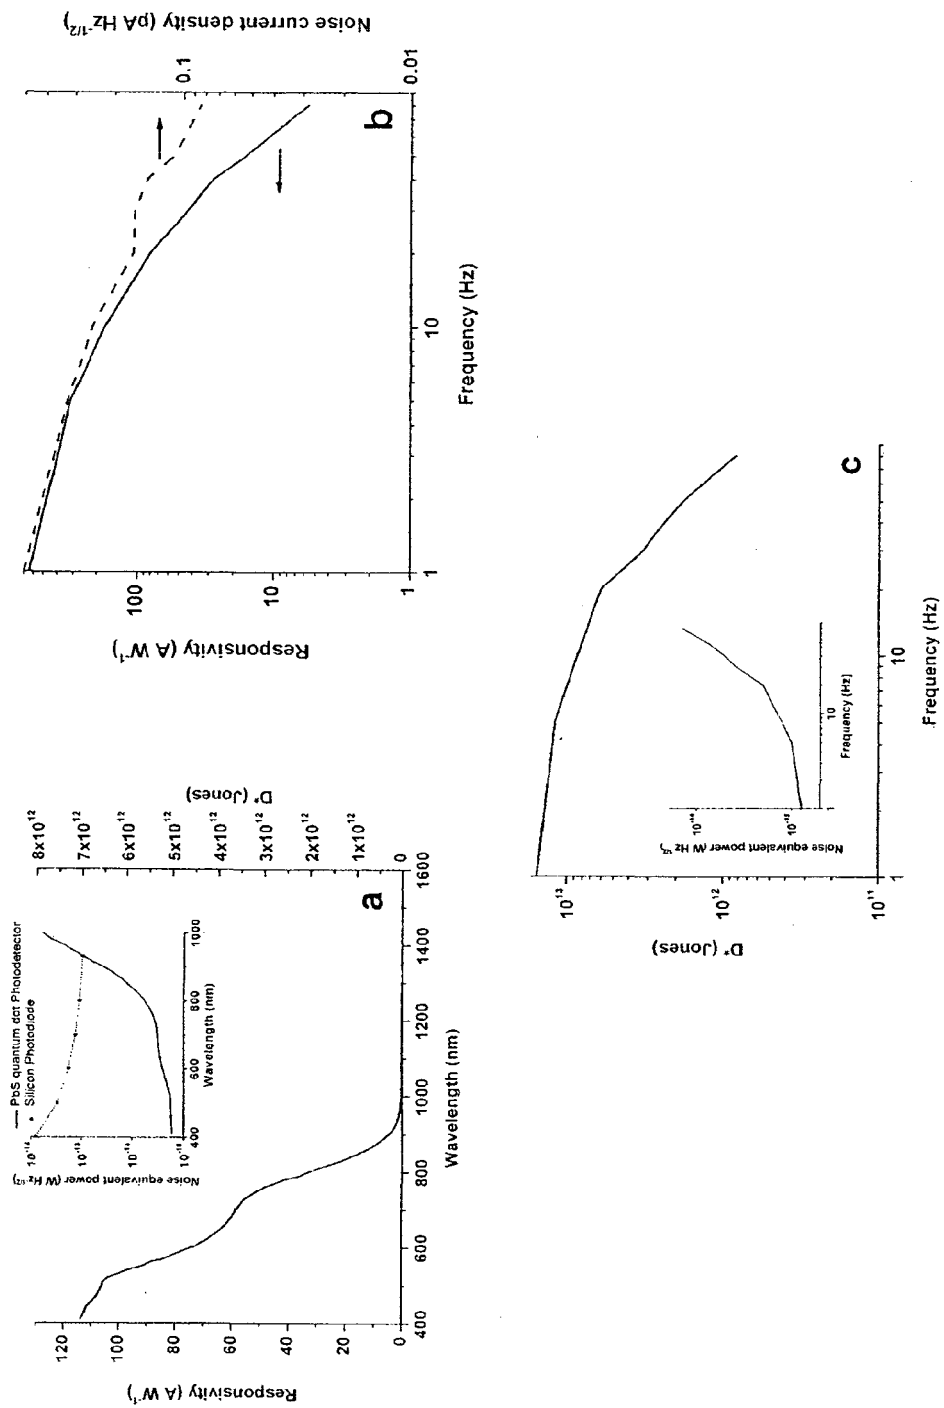 Responsivity (A W⁻¹)
120
100
80
60
40
20
0
400
600
800
1000
1200
1400
1600
Wavelength (nm)
8x10¹²
7x10¹²
6x10¹²
5x10¹²
4x10¹²
3x10¹²
2x10¹²
1x10¹²
0
D* (Jones)
a
PbS quantum dot Photodetector
Silicon Photodiode
Noise equivalent power (W Hz⁻¹/²)
400
600
800
1000
Wavelength (nm)
Responsivity (A W⁻¹)
100
10
1
1
10
Frequency (Hz)
0.1
0.01
Noise current density (pA Hz⁻¹/²)
b
D* (Jones)
10¹³
10¹²
10¹¹
1
10
Frequency (Hz)
c
Noise equivalent power (W Hz
10
Frequency (Hz)